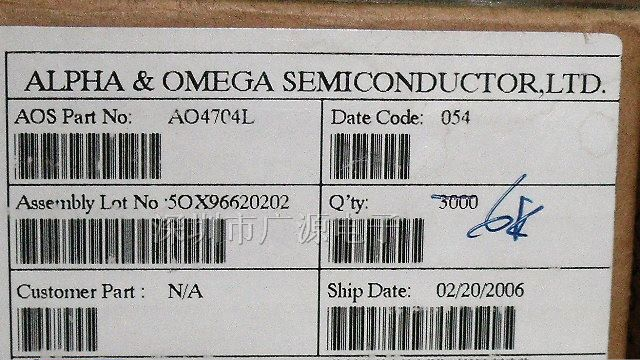 ALPHA & OMEGA SEMICONDUCTOR,LTD.
AOS Part No: AO4704L
Date Code: 054
Assembly Lot No :5OX96620202
Q'ty: 3000
深圳市广源电子
Customer Part : N/A
Ship Date: 02/20/2006